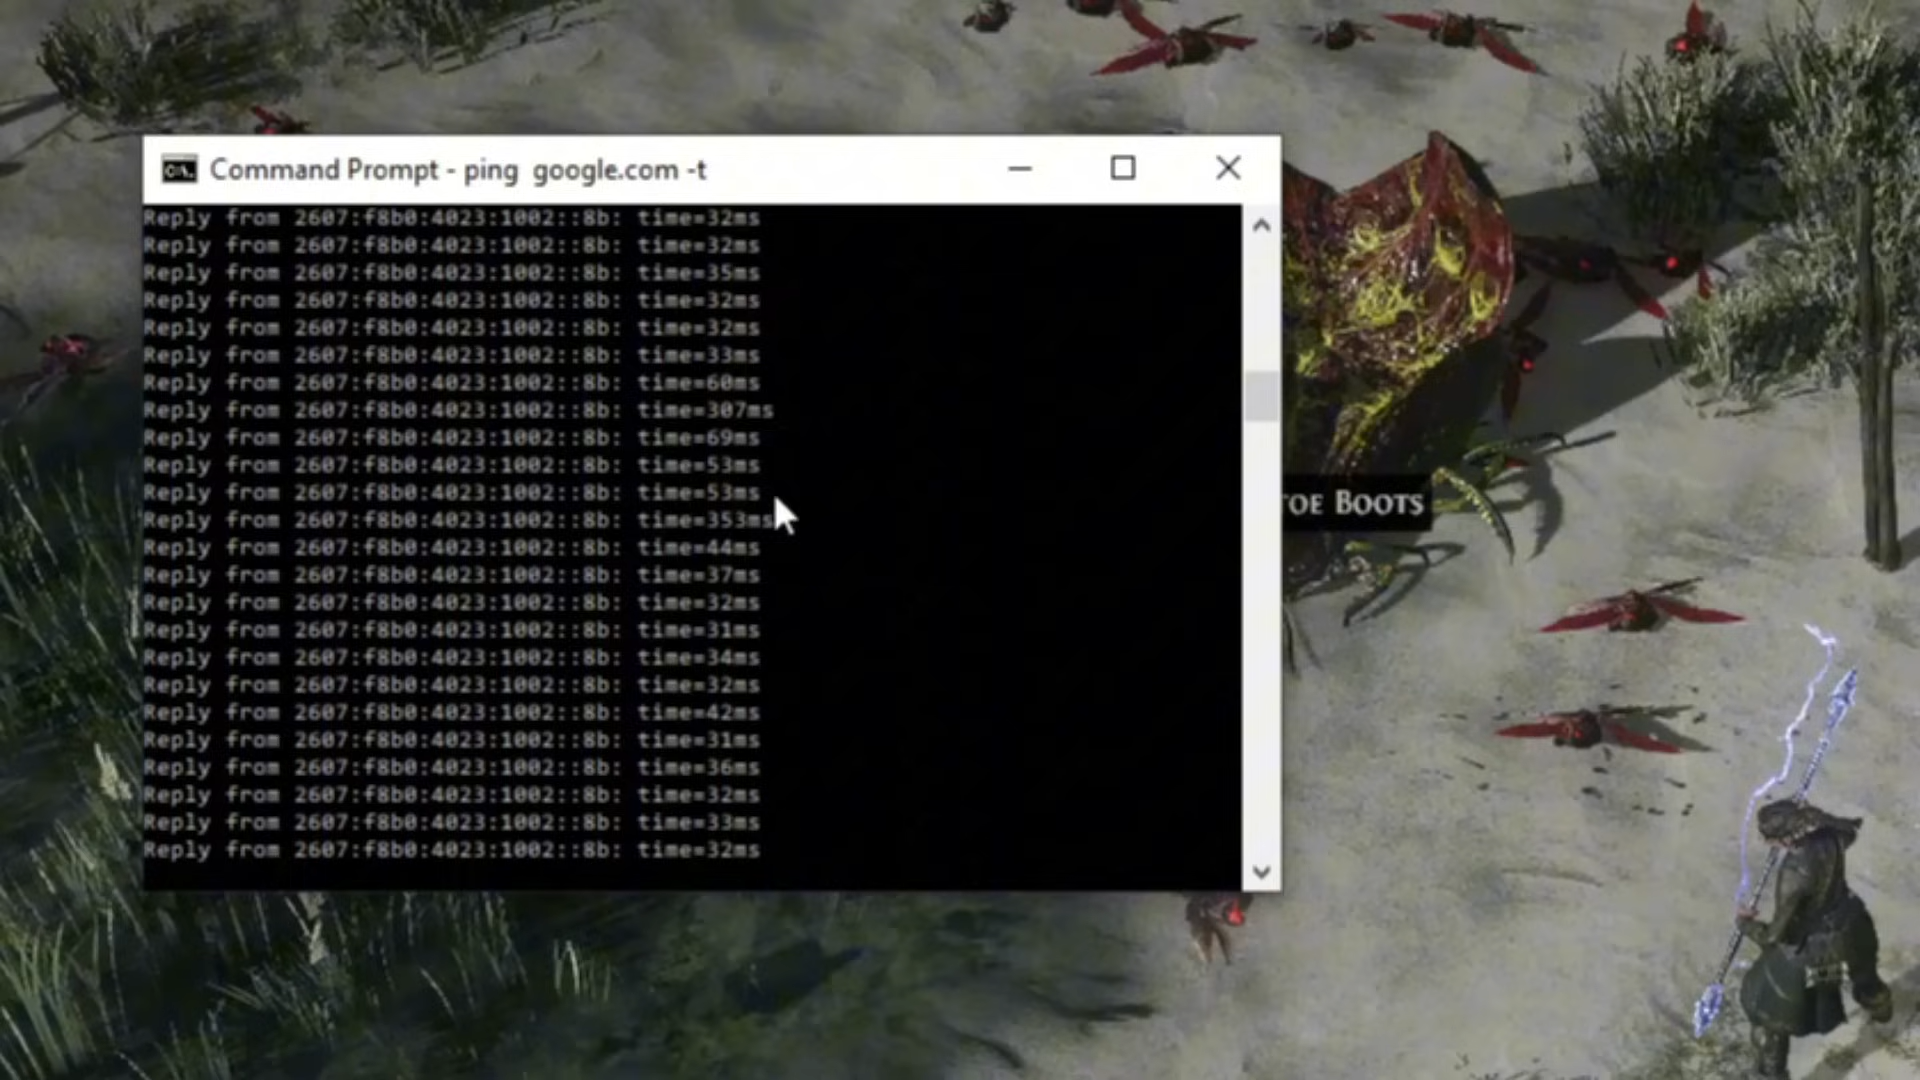 Command Prompt - ping  google.com -t
Reply from 2607:f8b0:4023:1002::8b: time=32ms
Reply from 2607:f8b0:4023:1002::8b: time=32ms
Reply from 2607:f8b0:4023:1002::8b: time=35ms
Reply from 2607:f8b0:4023:1002::8b: time=32ms
Reply from 2607:f8b0:4023:1002::8b: time=32ms
Reply from 2607:f8b0:4023:1002::8b: time=33ms
Reply from 2607:f8b0:4023:1002::8b: time=60ms
Reply from 2607:f8b0:4023:1002::8b: time=307ms
Reply from 2607:f8b0:4023:1002::8b: time=69ms
Reply from 2607:f8b0:4023:1002::8b: time=53ms
Reply from 2607:f8b0:4023:1002::8b: time=53ms
TOE BOOTS
Reply from 2607:f8b0:4023:1002::8b: time=353ms
Reply from 2607:f8b0:4023:1002::8b: time=44ms
Reply from 2607:f8b0:4023:1002::8b: time=37ms
Reply from 2607:f8b0:4023:1002::8b: time=32ms
Reply from 2607:f8b0:4023:1002::8b: time=31ms
Reply from 2607:f8b0:4023:1002::8b: time=34ms
Reply from 2607:f8b0:4023:1002::8b: time=32ms
Reply from 2607:f8b0:4023:1002::8b: time=42ms
Reply from 2607:f8b0:4023:1002::8b: time=31ms
Reply from 2607:f8b0:4023:1002::8b: time=36ms
Reply from 2607:f8b0:4023:1002::8b: time=32ms
Reply from 2607:f8b0:4023:1002::8b: time=33ms
Reply from 2607:f8b0:4023:1002::8b: time=32ms